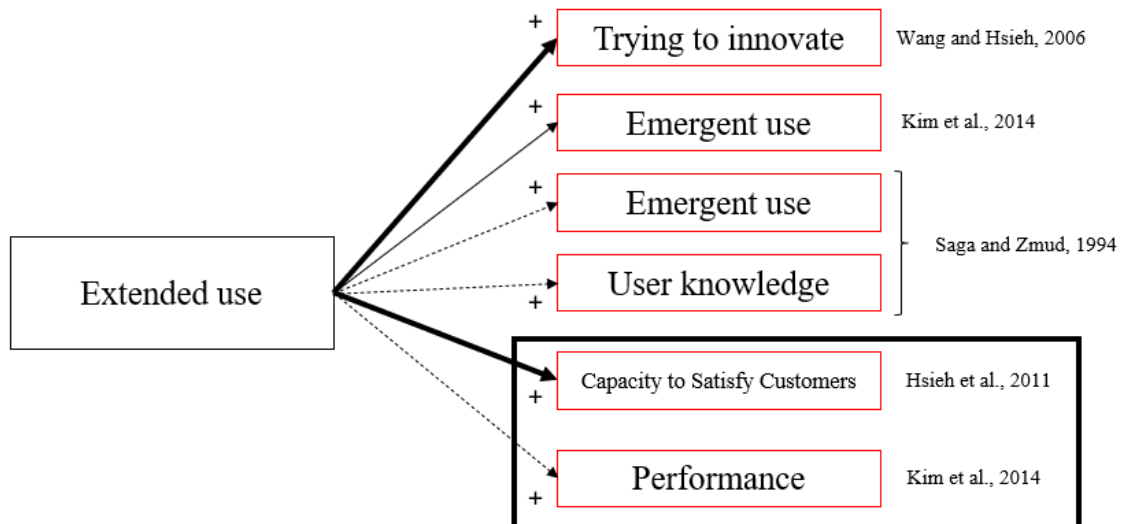 + Trying to innovate Wang and Hsieh, 2006
+ Emergent use Kim et al., 2014
+ Emergent use
Saga and Zmud, 1994
Extended use
User knowledge
+
Capacity to Satisfy Customers Hsieh et al., 2011
+
Performance Kim et al., 2014
+